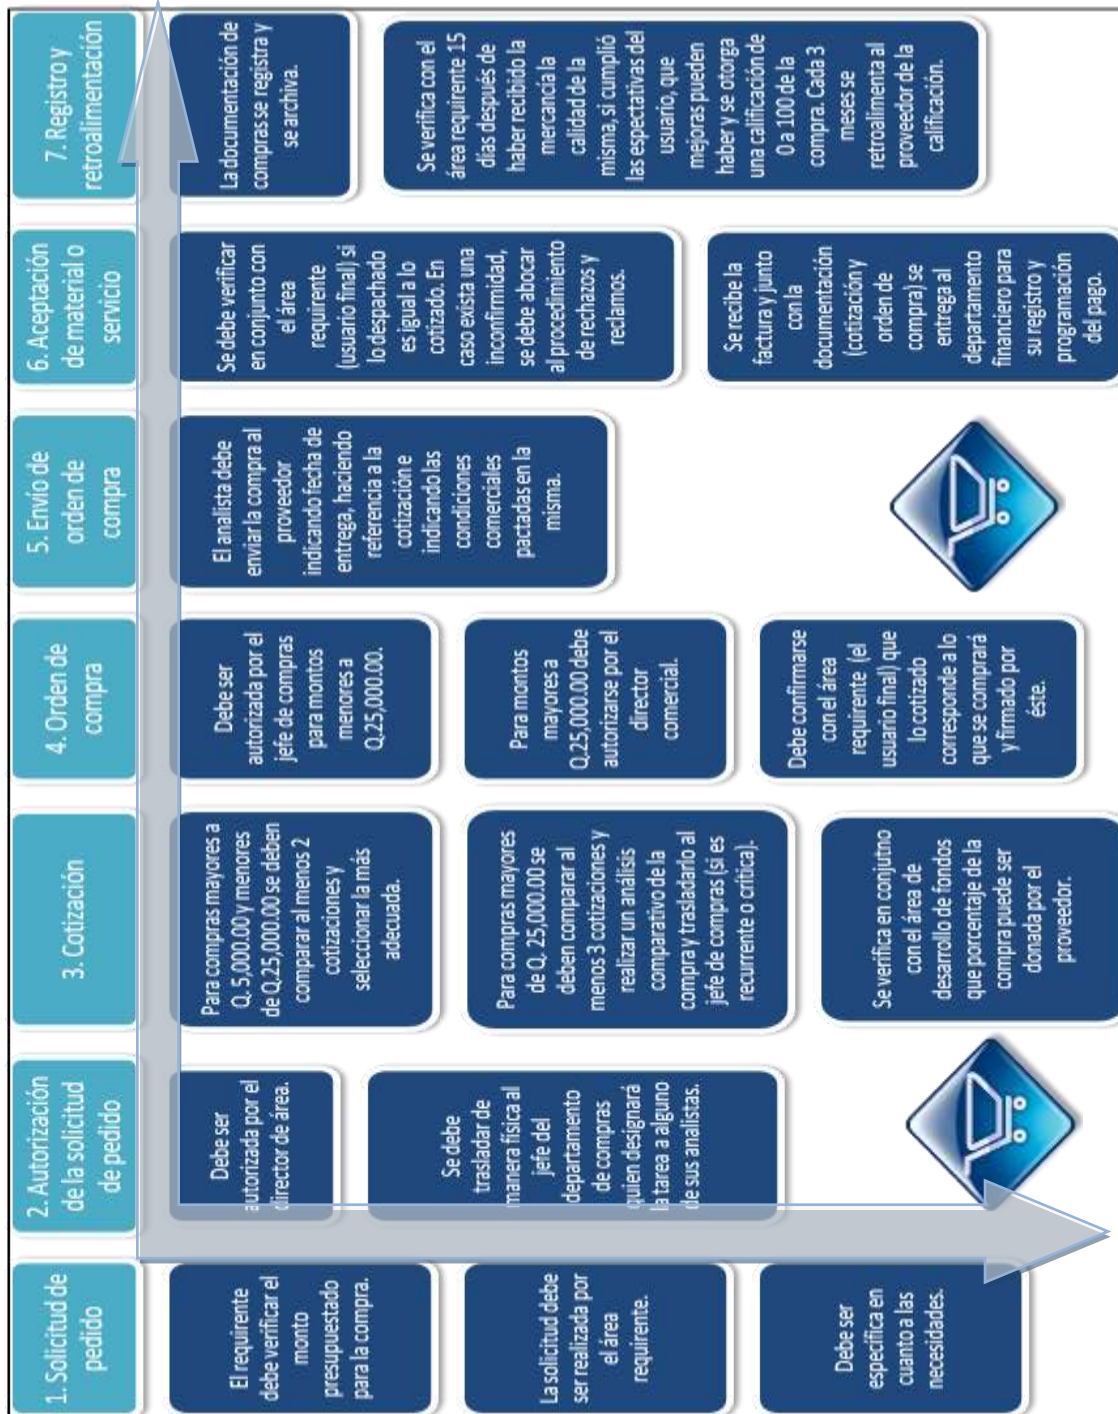 1. Solicitud de
pedido
El requirente
debe verificar el
monto
presupuestado
para la compra.
La solicitud debe
ser realizada por
el área
requirente.
Debe ser
específica en
cuanto a las
necesidades.
2. Autorización
de la solicitud
de pedido
Debe ser
autorizada por el
director de área.
Se debe
trasladar de
manera física al
jefe del
departamento
de compras
quien designará
la tarea a alguno
de sus analistas.
3. Cotización
Para compras mayores a
Q. 5,000.00 y menores
de Q.25,000.00 se deben
comparar al menos 2
cotizaciones y
seleccionar la más
adecuada.
Para compras mayores
de Q. 25,000.00 se
deben comparar al
menos 3 cotizaciones y
realizar un análisis
comparativo de la
compra y trasladarlo al
jefe de compras (si es
recurrente o crítica).
Se verifica en conjutno
con el área de
desarrollo de fondos
que porcentaje de la
compra puede ser
donada por el
proveedor.
4. Orden de
compra
Debe ser
autorizada por el
jefe de compras
para montos
menores a
Q.25,000.00.
Para montos
mayores a
Q.25,000.00 debe
autorizarse por el
director
comercial.
Debe confirmarse
con el área
requirente (el
usuario final) que
lo cotizado
corresponde a lo
que se comprará
y firmado por
éste.
5. Envío de
orden de
compra
El analista debe
enviar la compra al
proveedor
indicando fecha de
entrega, haciendo
referencia a la
cotización e
indicando las
condiciones
comerciales
pactadas en la
misma.
6. Aceptación
de material o
servicio
Se debe verificar
en conjunto con
el área
requirente
(usuario final) si
lo despachado
es igual a lo
cotizado. En
caso exista una
inconfirmidad,
se debe abocar
al procedimiento
de rechazos y
reclamos.
Se recibe la
factura y junto
con la
documentación
(cotización y
orden de
compra) se
entrega al
departamento
financiero para
su registro y
programación
del pago.
7. Registro y
retroalimentación
La documentación de
compras se registra y
se archiva.
Se verifica con el
área requirente 15
días después de
haber recibido la
mercancia la
calidad de la
misma, si cumplió
las espectativas del
usuario, que
mejoras pueden
haber y se otorga
una calificación de
0 a 100 de la
compra. Cada 3
meses se
retroalimenta al
proveedor de la
calificación.